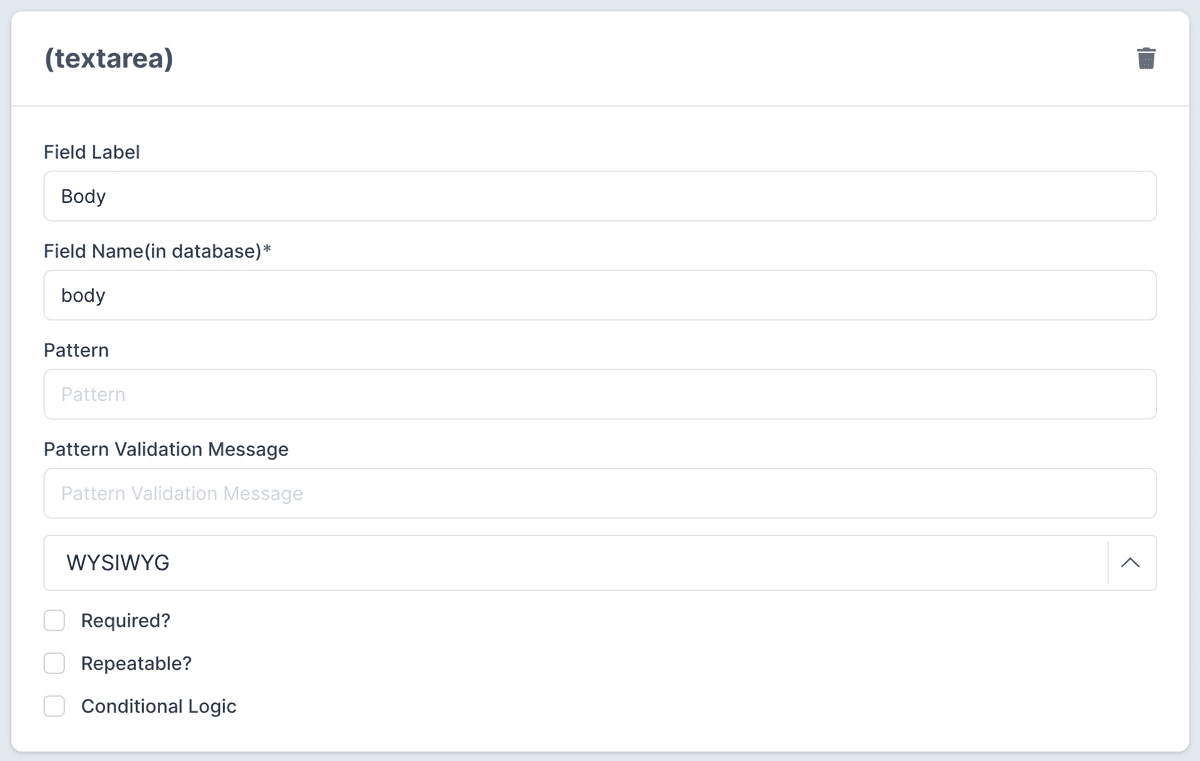 (textarea)
Field Label
Body
Field Name(in database)*
body
Pattern
Pattern
Pattern Validation Message
Pattern Validation Message
WYSIWYG
Required?
Repeatable?
Conditional Logic